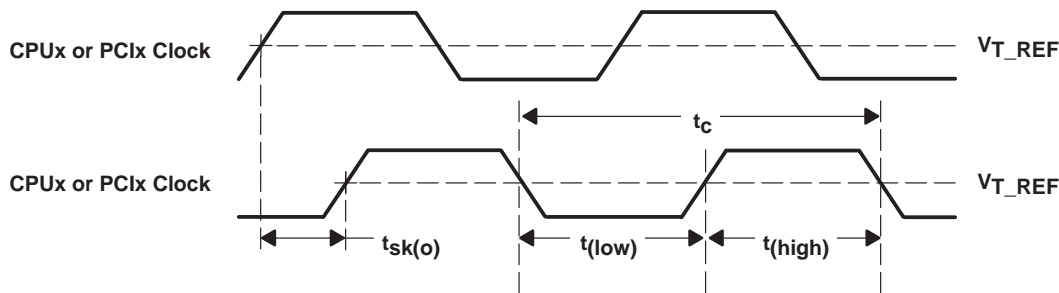 CPUx or PCIx Clock
VT_REF
tc
CPUx or PCIx Clock
VT_REF
tsk(o)
t(low)
t(high)